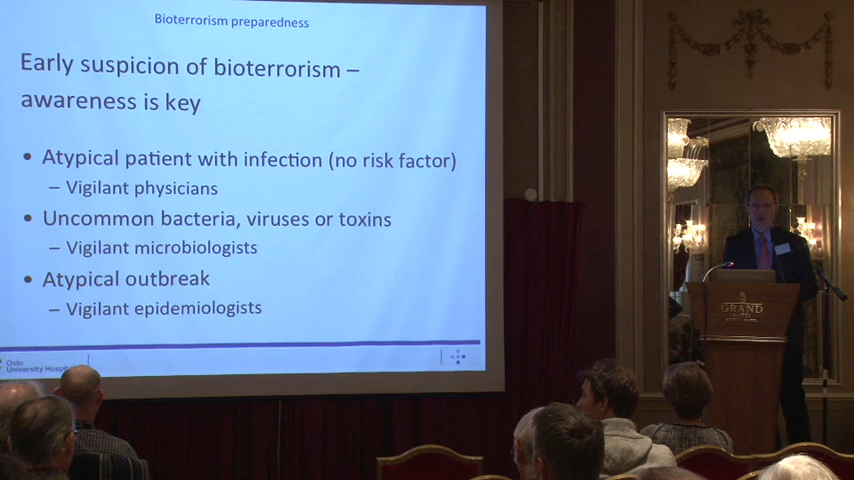 Bioterrorism preparedness
Early suspicion of bioterrorism –
awareness is key
• Atypical patient with infection (no risk factor)
– Vigilant physicians
• Uncommon bacteria, viruses or toxins
– Vigilant microbiologists
• Atypical outbreak
– Vigilant epidemiologists
Oslo
University Hospital
GRAND